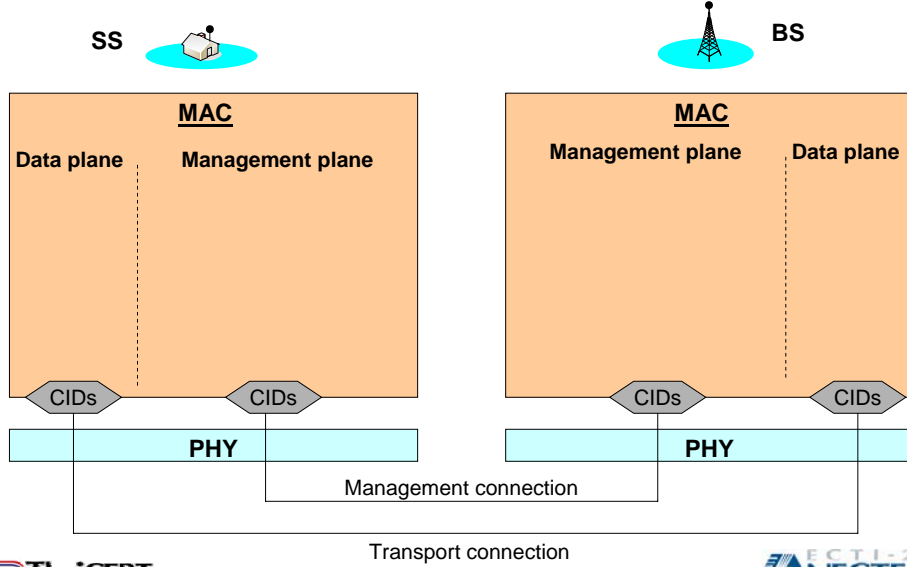 SS
BS
MAC
Data plane
Management plane
CIDs
CIDs
PHY
MAC
Management plane
Data plane
CIDs
CIDs
PHY
Management connection
Transport connection